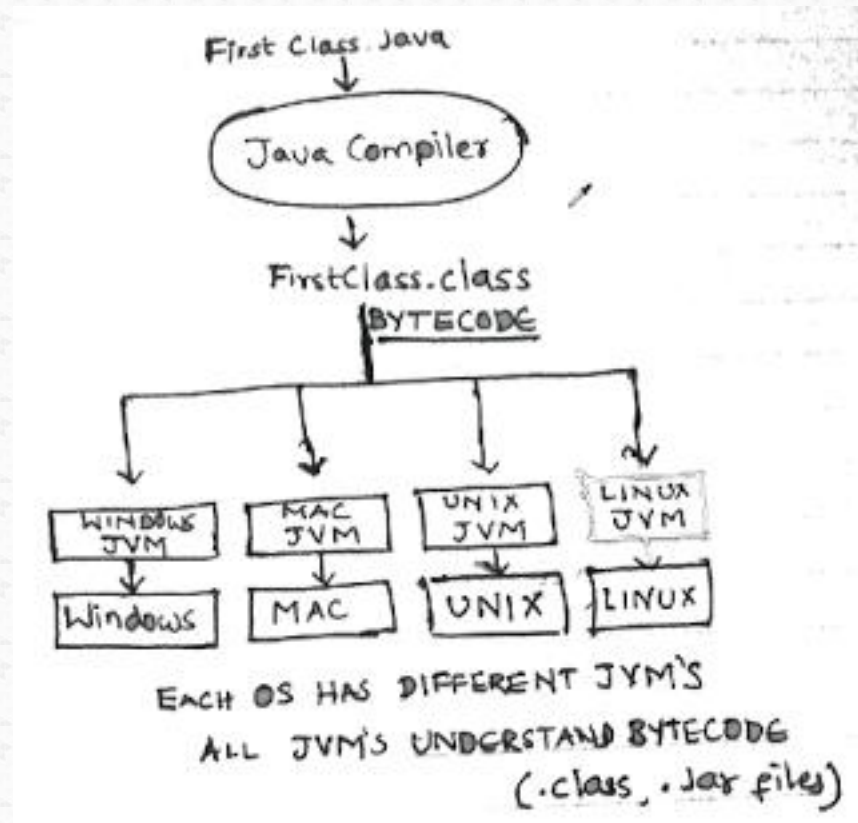 First Class.Java
Java Compiler
FirstClass.class
BYTECODE
WINDOWS
JVM
MAC
JVM
UNIX
JVM
LINUX
JVM
Windows
MAC
UNIX
LINUX
EACH OS HAS DIFFERENT JVM'S
ALL JVM'S UNDERSTAND BYTECODE
(.class, .Jar files)